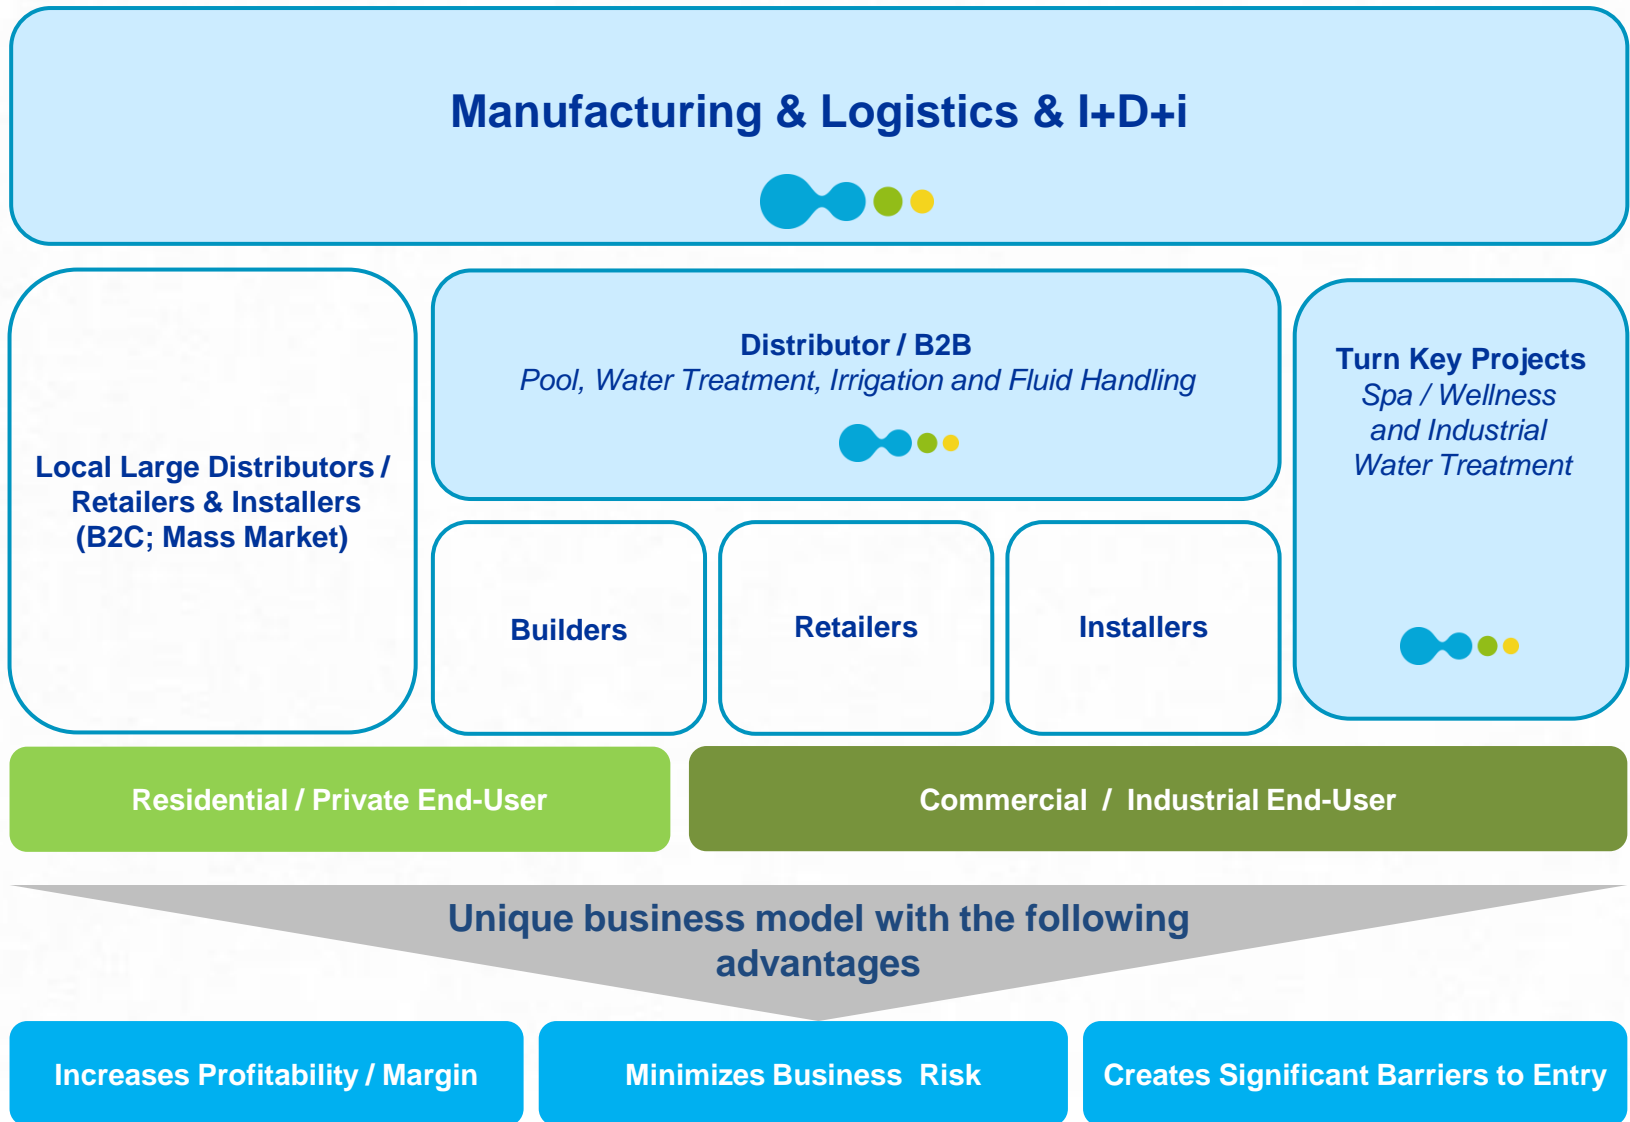 Manufacturing & Logistics & I+D+i
Local Large Distributors /
Retailers & Installers
(B2C; Mass Market)
Distributor / B2B
Pool, Water Treatment, Irrigation and Fluid Handling
Turn Key Projects
Spa / Wellness
and Industrial
Water Treatment
Builders
Retailers
Installers
Residential / Private End-User
Commercial / Industrial End-User
Unique business model with the following
advantages
Increases Profitability / Margin
Minimizes Business Risk
Creates Significant Barriers to Entry